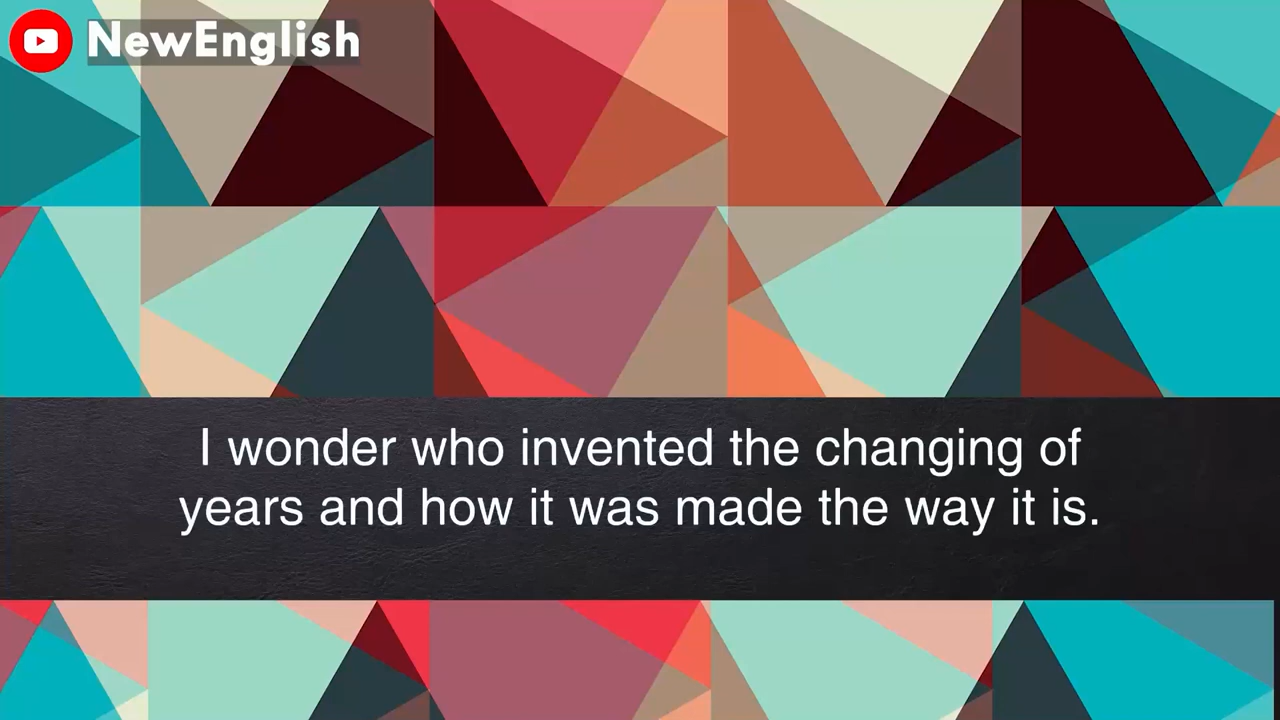 NewEnglish
I wonder who invented the changing of
years and how it was made the way it is.